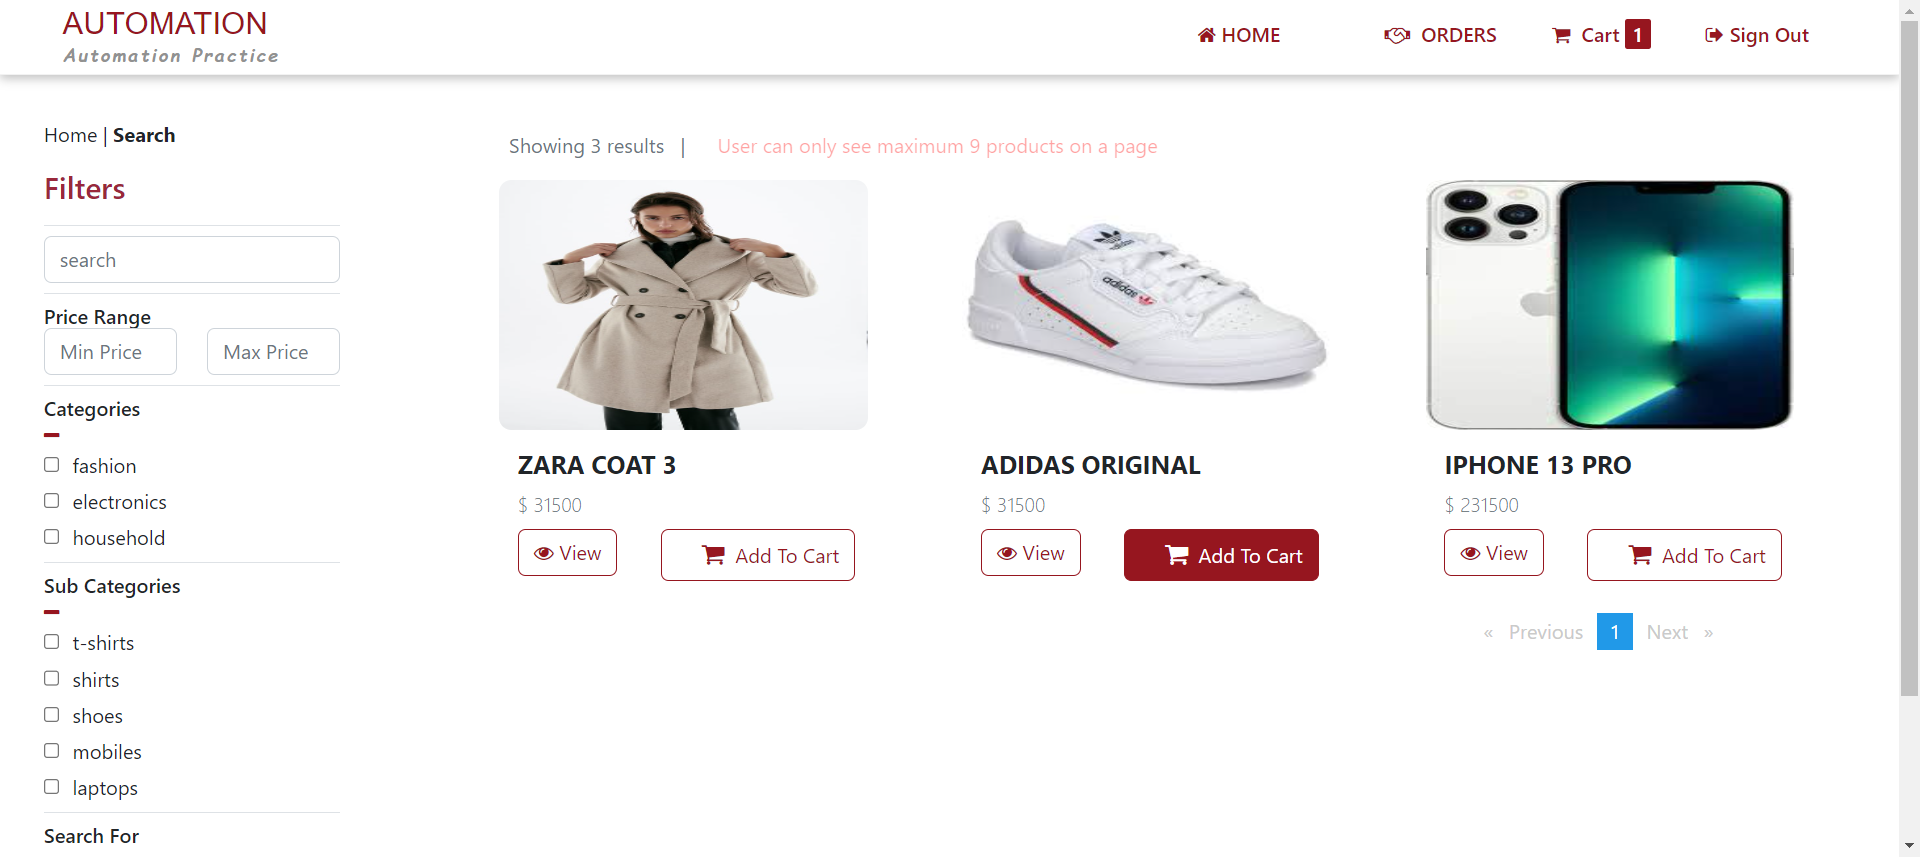 AUTOMATION
Automation Practice
HOME
ORDERS
Cart 1
Sign Out
Home | Search
Filters
search
Price Range
Min Price
Max Price
Categories
fashion
electronics
household
Sub Categories
t-shirts
shirts
shoes
mobiles
laptops
Search For
Showing 3 results |
User can only see maximum 9 products on a page
adidas
adidas
ZARA COAT 3
$ 31500
View
Add To Cart
ADIDAS ORIGINAL
$ 31500
View
Add To Cart
IPHONE 13 PRO
$ 231500
View
Add To Cart
« Previous 1 Next »